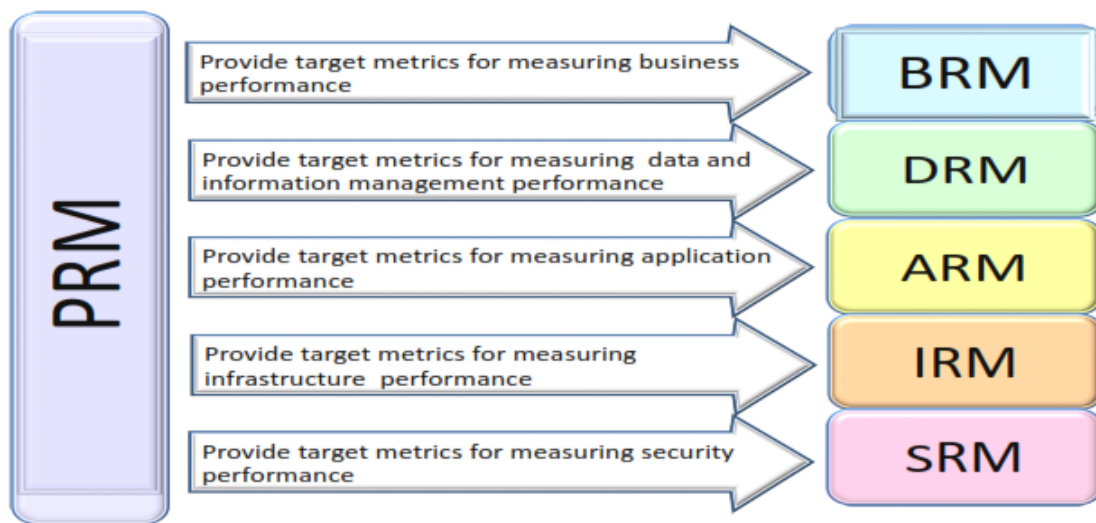 PRM
Provide target metrics for measuring business
performance
BRM
Provide target metrics for measuring data and
information management performance
DRM
Provide target metrics for measuring application
performance
ARM
Provide target metrics for measuring
infrastructure performance
IRM
Provide target metrics for measuring security
performance
sRM